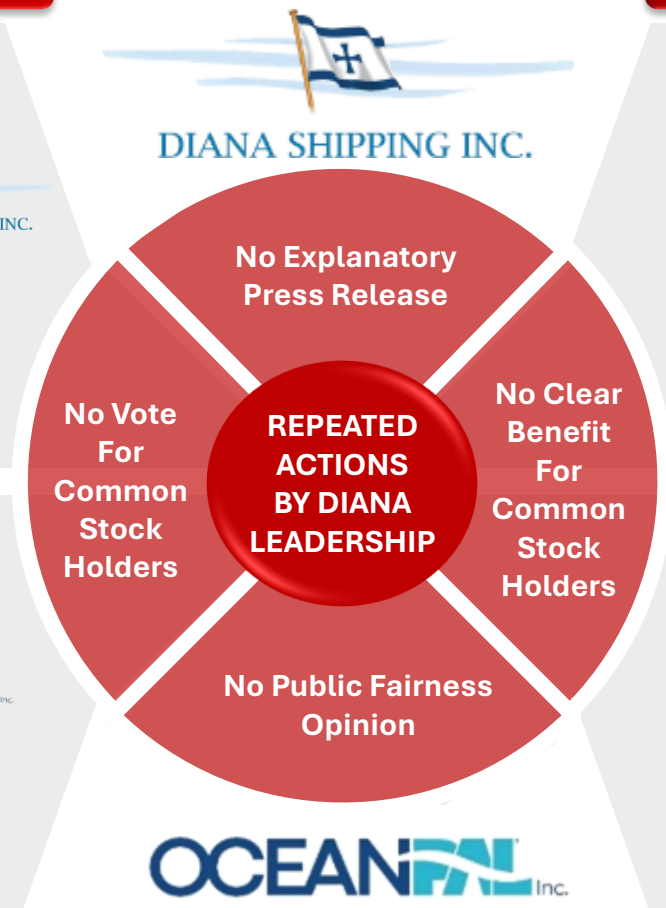 DIANA SHIPPING INC.
INC.
No Explanatory
Press Release
No Vote
For
Common
Stock
Holders
REPEATED
ACTIONS
BY DIANA
LEADERSHIP
No Clear
Benefit
For
Common
Stock
Holders
No Public Fairness
Opinion
Inc.
OCEANPAL Inc.